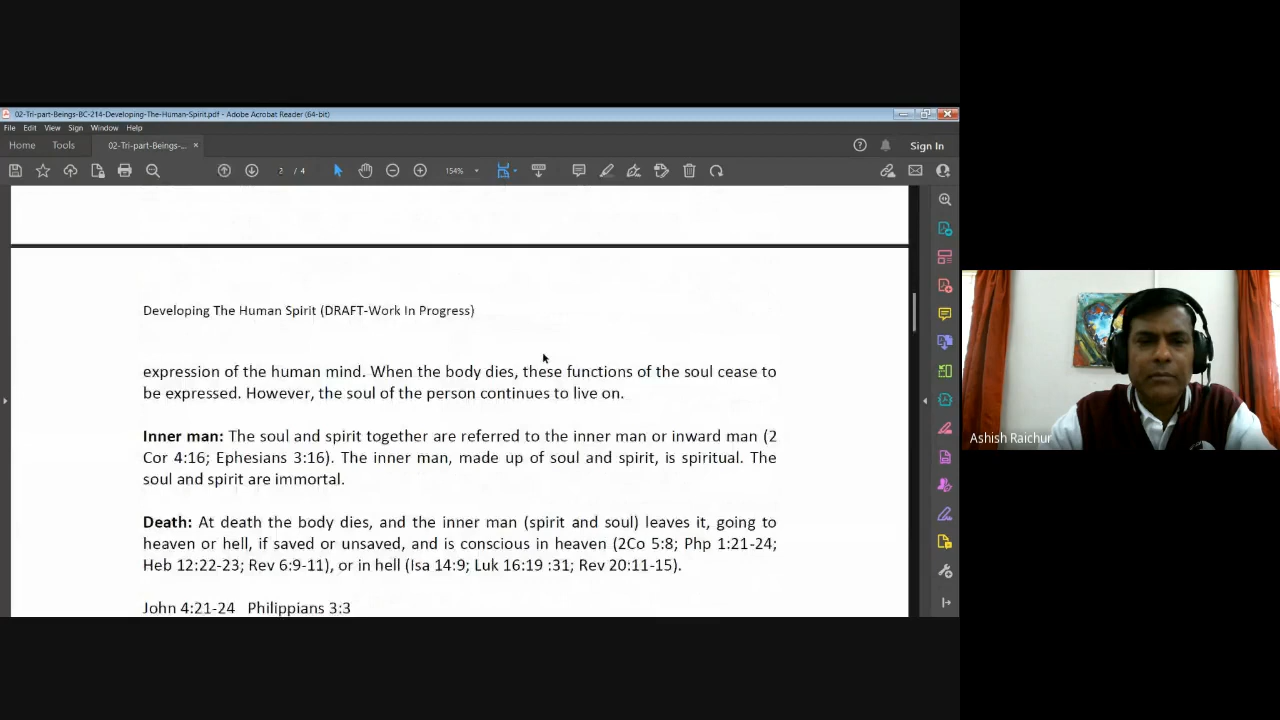 02-Tri-part-Beings-BC-214-Developing-The-Human-Spirit.pdf - Adobe Acrobat Reader (64-bit)
File Edit View Sign Window Help
Home Tools 02-Tri-part-Beings-... × Sign In
2 / 4 154%
Developing The Human Spirit (DRAFT-Work In Progress)
expression of the human mind. When the body dies, these functions of the soul cease to
be expressed. However, the soul of the person continues to live on.
Inner man: The soul and spirit together are referred to the inner man or inward man (2
Cor 4:16; Ephesians 3:16). The inner man, made up of soul and spirit, is spiritual. The
soul and spirit are immortal.
Death: At death the body dies, and the inner man (spirit and soul) leaves it, going to
heaven or hell, if saved or unsaved, and is conscious in heaven (2Co 5:8; Php 1:21-24;
Heb 12:22-23; Rev 6:9-11), or in hell (Isa 14:9; Luk 16:19 :31; Rev 20:11-15).
John 4:21-24 Philippians 3:3
Ashish Raichur